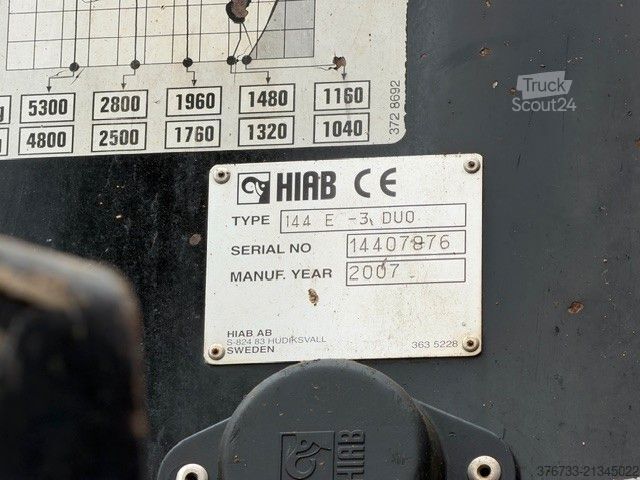 5300 2800 1960 1480 1160
4800 2500 1760 1320 1040
372 8692
Truck
Scout24
HIAB CE
TYPE 144 E -3 DUO
SERIAL NO 14407876
MANUF. YEAR 2007
HIAB AB
S-824 83 HUDIKSVALL
SWEDEN 363 5228
HIAB
376733-21345022